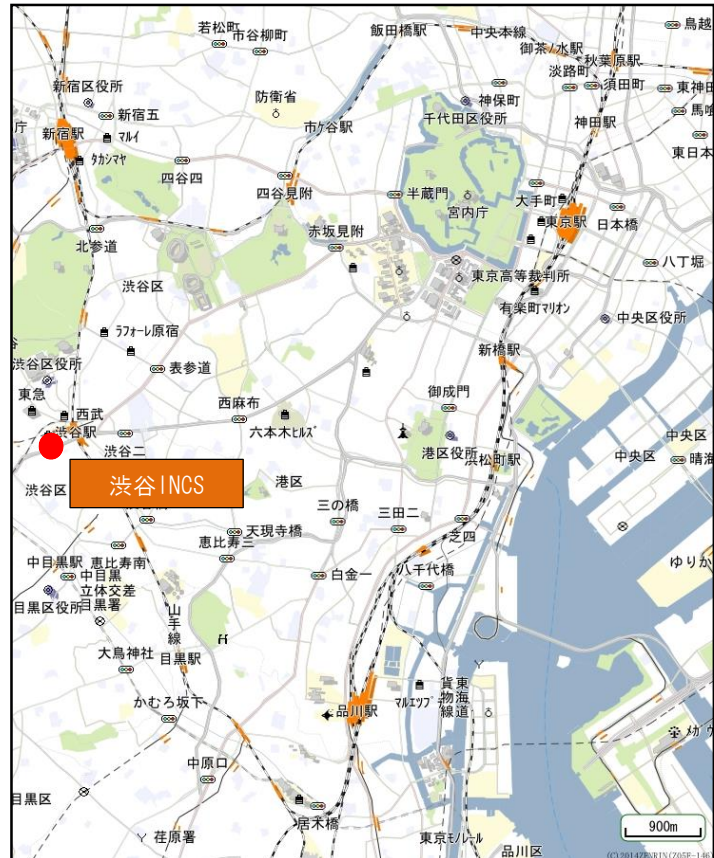 若松町
市谷柳町
飯田橋駅
中央本線
鳥越
御茶ノ水駅
秋葉原駅
新宿区役所
防衛省
淡路町
須田町
東神田
新宿五
神保町
馬喰
庁
新宿駅
マルイ
市ケ谷駅
千代田区役所
神田駅
東日本
タカシマヤ
四谷四
四谷見附
半蔵門
宮内庁
大手町
東京駅
日本橋
北参道
赤坂見附
八丁堀
渋谷区
東京高等裁判所
有楽町マリオン
中央区役所
ラフォーレ原宿
谷
渋谷区役所
表参道
新橋駅
東急
西武
西麻布
六本木ヒルズ
御成門
渋谷駅
渋谷二
港区役所
浜松町駅
中央区
中央区
晴海
渋谷区
渋谷INCS
港区
三の橋
三田二
天現寺橋
芝四
中目黒駅
恵比寿南
恵比寿三
白金一
八千代橋
ゆりか
中目黒
立体交差
目黒区役所
目黒署
山手線
大鳥神社
目黒駅
かむろ坂下
品川駅
マルエツプ
東海道
貨物線
メガウ
中原口
目黒区
居木橋
荏原署
東京モノレール
品川区
900m
(C)2014ZENRIN(Z05E-146)